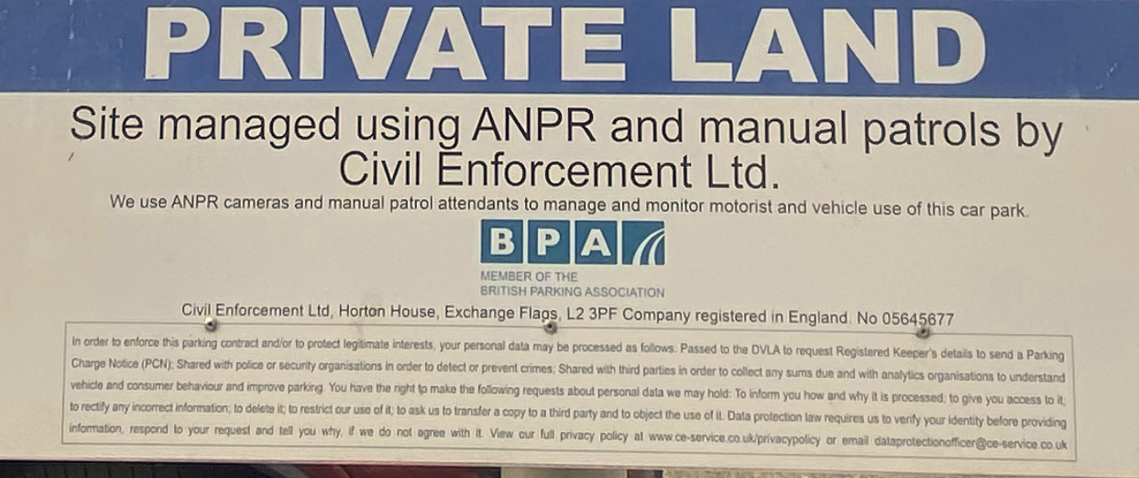 PRIVATE LAND
Site managed using ANPR and manual patrols by
Civil Enforcement Ltd.
We use ANPR cameras and manual patrol attendants to manage and monitor motorist and vehicle use of this car park.
BPA
MEMBER OF THE
BRITISH PARKING ASSOCIATION
Civil Enforcement Ltd, Horton House, Exchange Flags, L2 3PF Company registered in England. No 05645677
In order to enforce this parking contract and/or to protect legitimate interests, your personal data may be processed as follows. Passed to the DVLA to request Registered Keeper's details to send a Parking
Charge Notice (PCN); Shared with police or security organisations in order to detect or prevent crimes; Shared with third parties in order to collect any sums due and with analytics organisations to understand
vehicle and consumer behaviour and improve parking. You have the right to make the following requests about personal data we may hold: To inform you how and why it is processed; to give you access to it;
to rectify any incorrect information; to delete it; to restrict our use of it; to ask us to transfer a copy to a third party and to object the use of it. Data protection law requires us to verify your identity before providing
information, respond to your request and tell you why, if we do not agree with it. View our full privacy policy at www.ce-service.co.uk/privacypolicy or email dataprotectionofficer@ce-service.co.uk